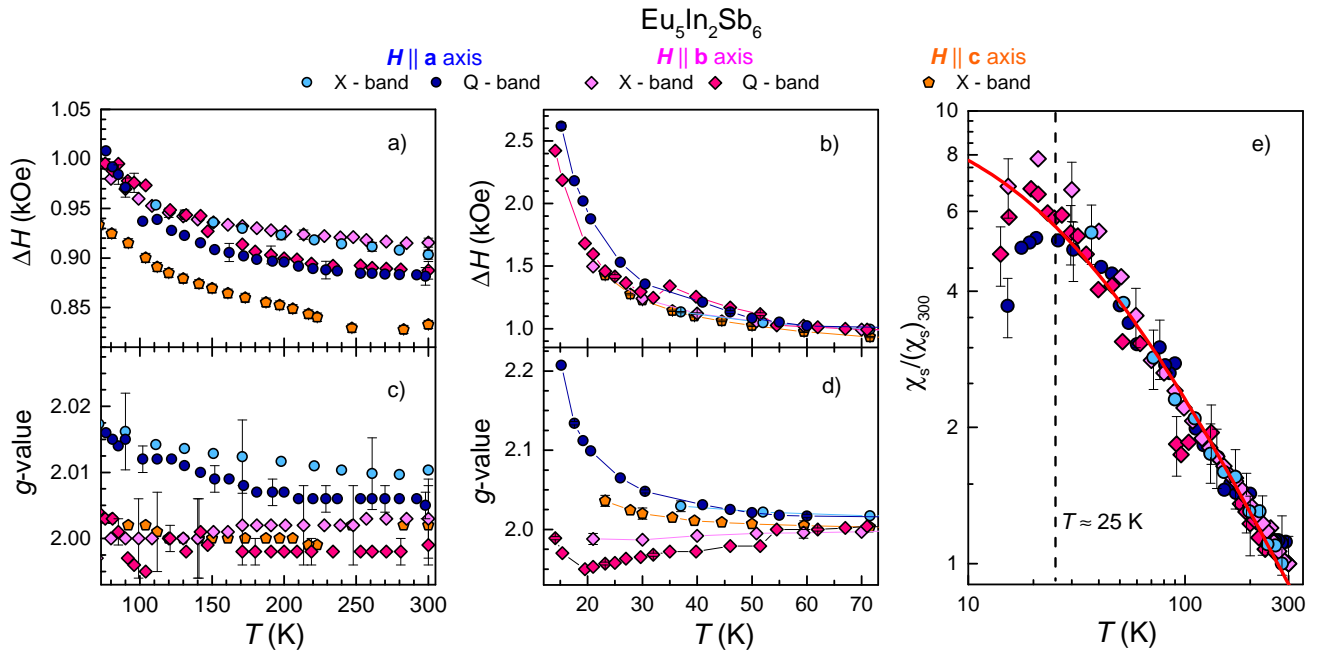 Eu5In2Sb6
H || a axis
H || b axis
H || c axis
X - band
Q - band
X - band
Q - band
X - band
a)
1.05
1.00
0.95
0.90
0.85
ΔH (kOe)
b)
2.5
2.0
1.5
1.0
ΔH (kOe)
c)
2.02
2.01
2.00
g-value
100
150
200
250
300
T (K)
d)
2.2
2.1
2.0
g-value
20
30
40
50
60
70
T (K)
e)
10
8
6
4
2
1
χs/(χs)300
T ≈ 25 K
10
100
300
T (K)